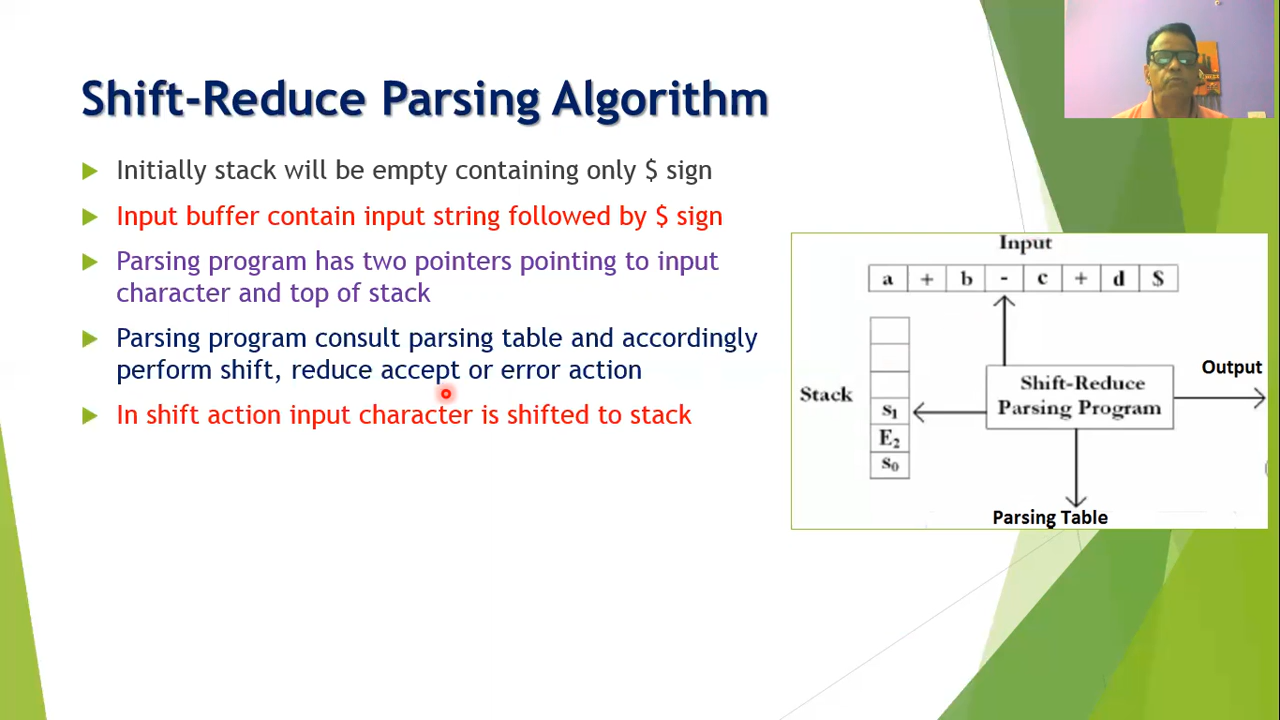 Shift-Reduce Parsing Algorithm
Initially stack will be empty containing only $ sign
Input buffer contain input string followed by $ sign
Parsing program has two pointers pointing to input
character and top of stack
Parsing program consult parsing table and accordingly
perform shift, reduce accept or error action
In shift action input character is shifted to stack
Input
a + b - c + d $
Stack
s₁
E₂
s₀
Shift-Reduce
Parsing Program
Output
Parsing Table